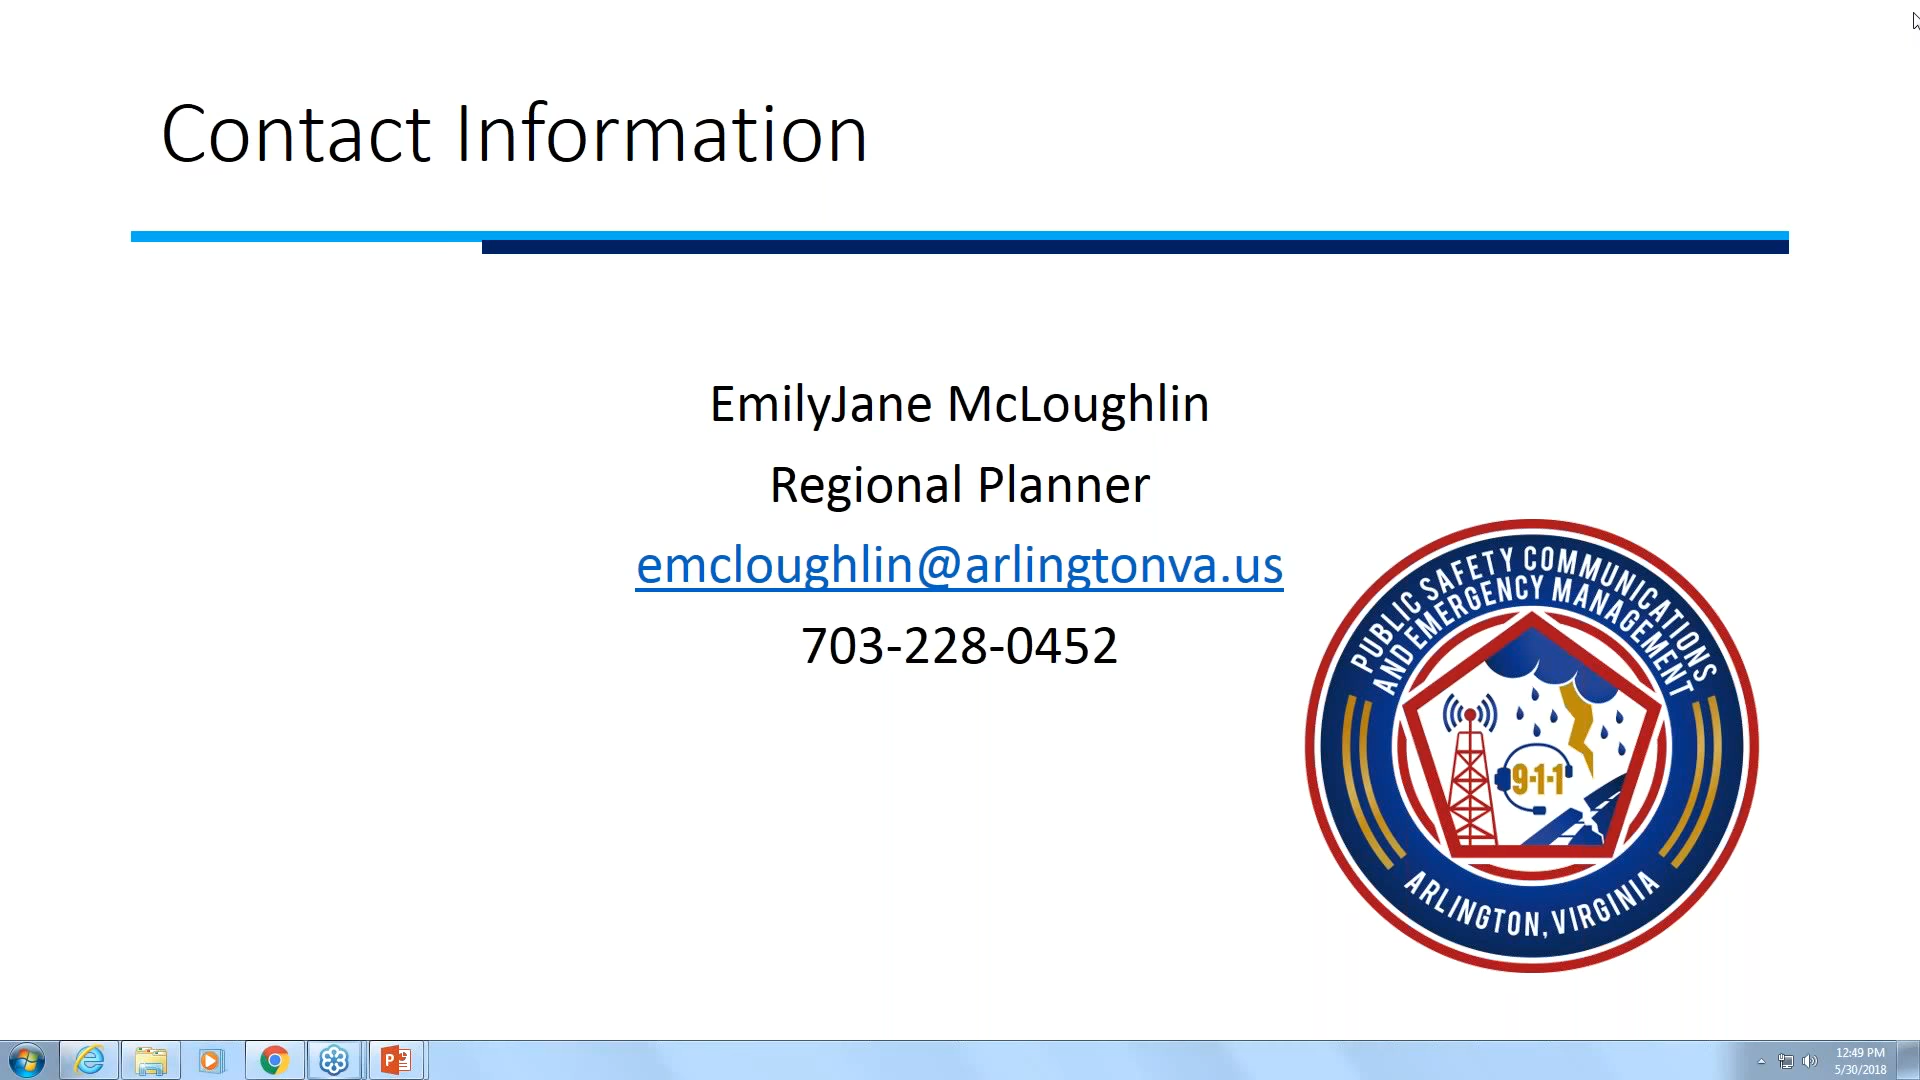 Contact Information
EmilyJane McLoughlin
Regional Planner
emcloughlin@arlingtonva.us
703-228-0452
PUBLIC SAFETY COMMUNICATIONS
AND EMERGENCY MANAGEMENT
9-1-1
ARLINGTON, VIRGINIA
12:49 PM
5/30/2018